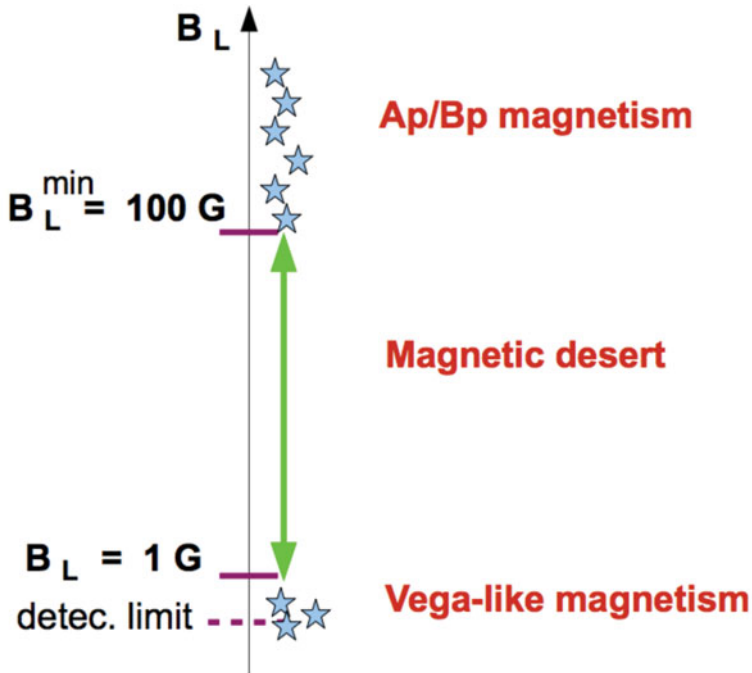 B L
Ap/Bp magnetism
B L min = 100 G
Magnetic desert
B L = 1 G
Vega-like magnetism
detec. limit